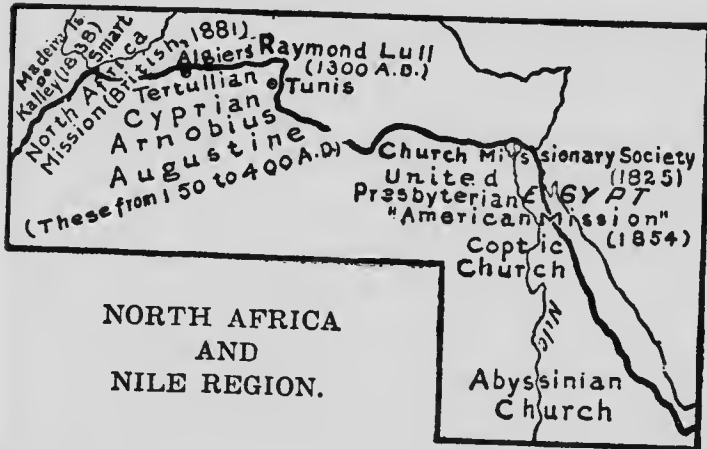 Madeira Is.
Kalley (1838)
Smart
North Africa
Mission (British, 1881)
Algiers
Raymond Lull
(1300 A.D.)
Tunis
Tertullian
Cyprian
Arnobius
Augustine
(These from 150 to 400 A.D.)
Church Missionary Society
(1825)
United
Presbyterian
EGYPT
"American Mission"
(1854)
Coptic
Church
Nile
Abyssinian
Church
NORTH AFRICA
AND
NILE REGION.